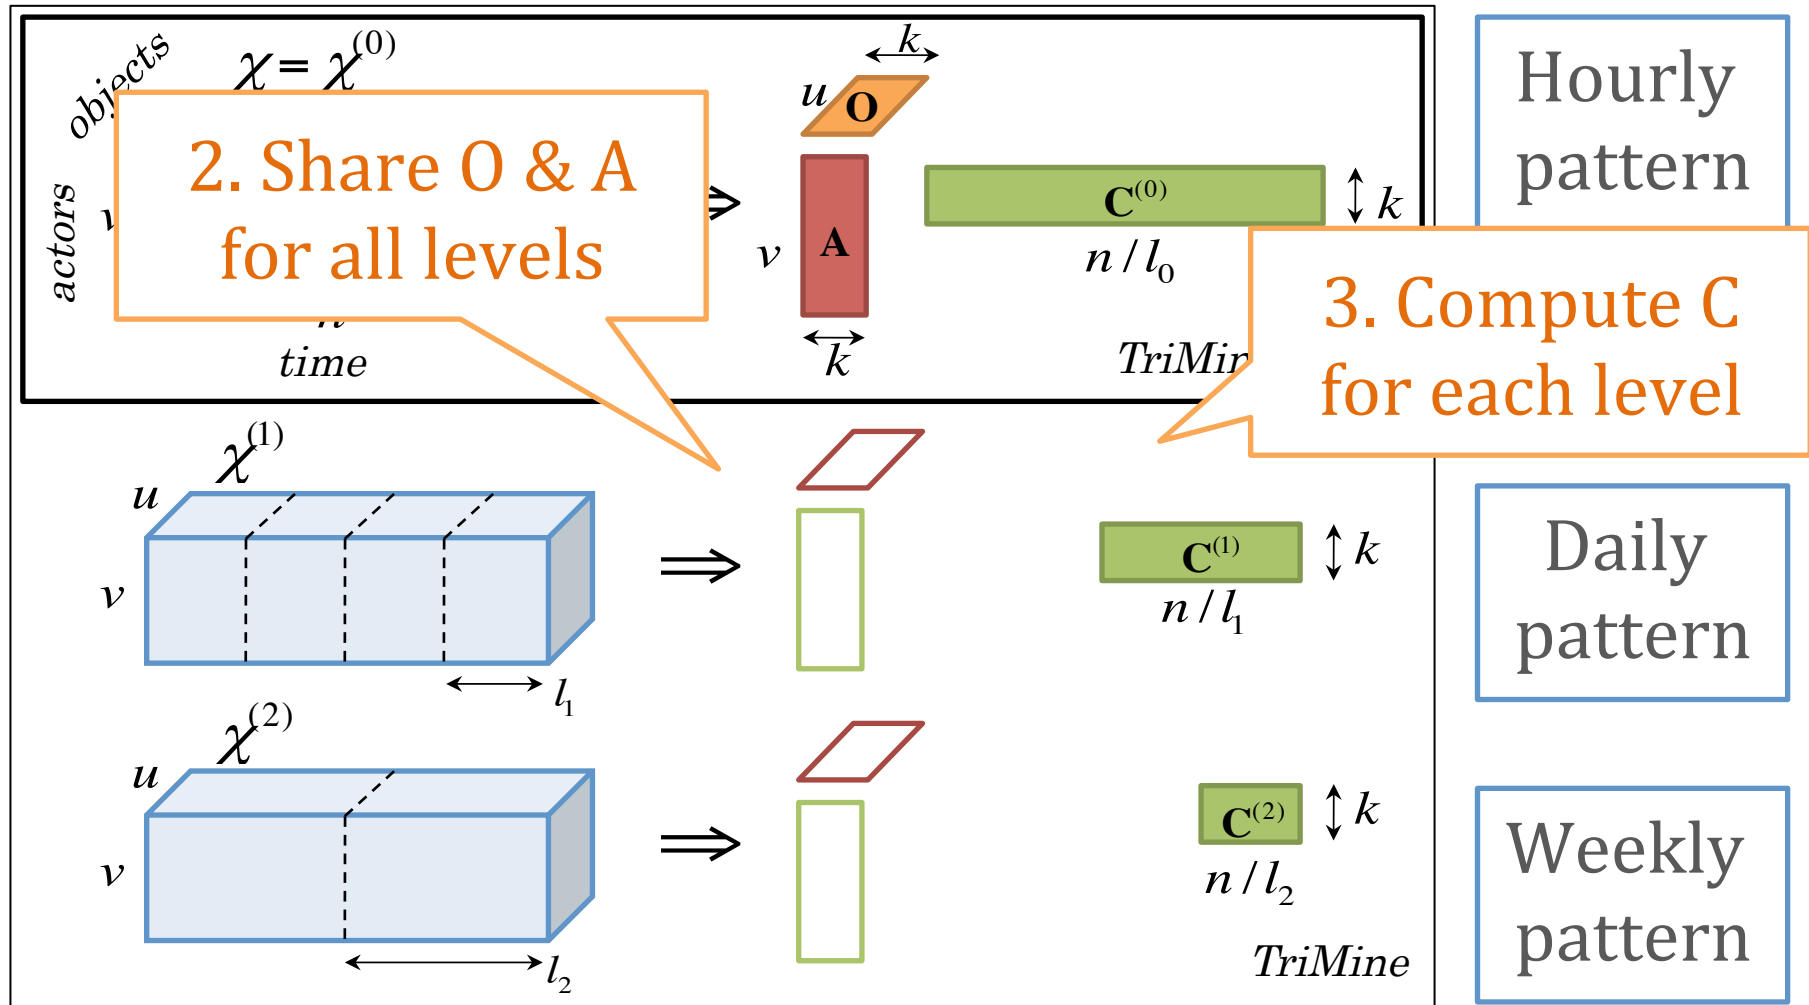 objects
χ = χ(0)
k
u
O
Hourly
pattern
2. Share O & A
for all levels
actors
A
v
C(0)
k
n / l0
k
time
3. Compute C
for each level
χ(1)
u
v
l1
C(1)
k
n / l1
Daily
pattern
χ(2)
u
v
l2
C(2)
k
n / l2
Weekly
pattern
TriMine